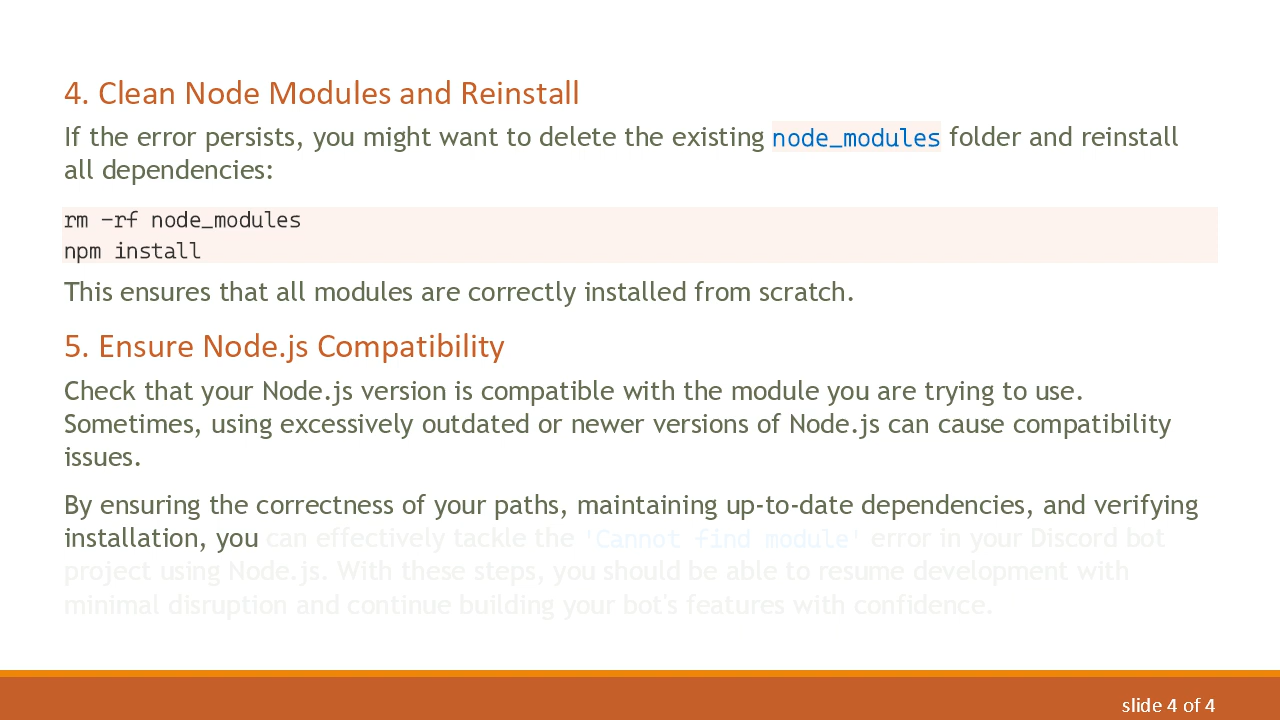 4. Clean Node Modules and Reinstall
If the error persists, you might want to delete the existing node_modules folder and reinstall
all dependencies:
rm -rf node_modules
npm install
This ensures that all modules are correctly installed from scratch.
5. Ensure Node.js Compatibility
Check that your Node.js version is compatible with the module you are trying to use.
Sometimes, using excessively outdated or newer versions of Node.js can cause compatibility
issues.
By ensuring the correctness of your paths, maintaining up-to-date dependencies, and verifying
installation, you can effectively tackle the 'Cannot find module' error in your Discord bot
project using Node.js. With these steps, you should be able to resume development with
minimal disruption and continue building your bot's features with confidence.
slide 4 of 4